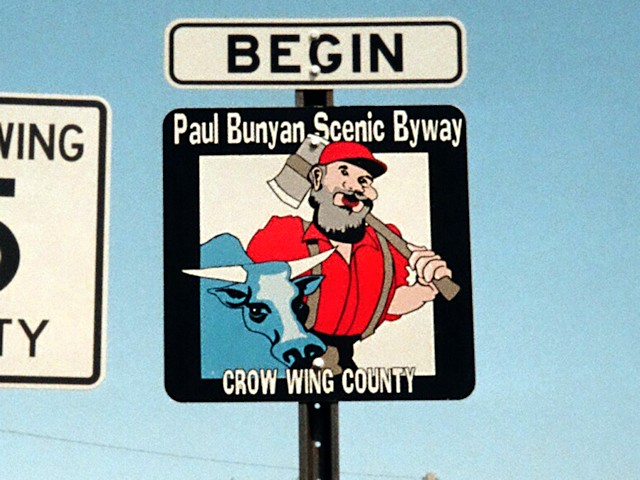 BEGIN
Paul Bunyan Scenic Byway
CROW WING COUNTY
WING
5
TY